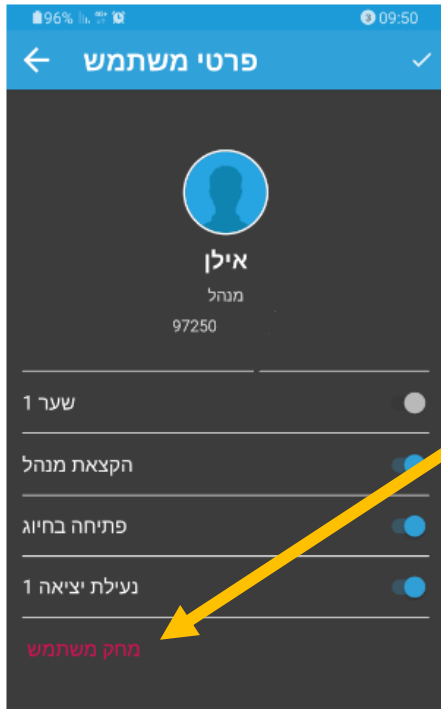 96% 09:50
פרטי משתמש
אילן
מנהל
97250
שער 1
הקצאת מנהל
פתיחה בחיוג
נעילת יציאה 1
מחק משתמש